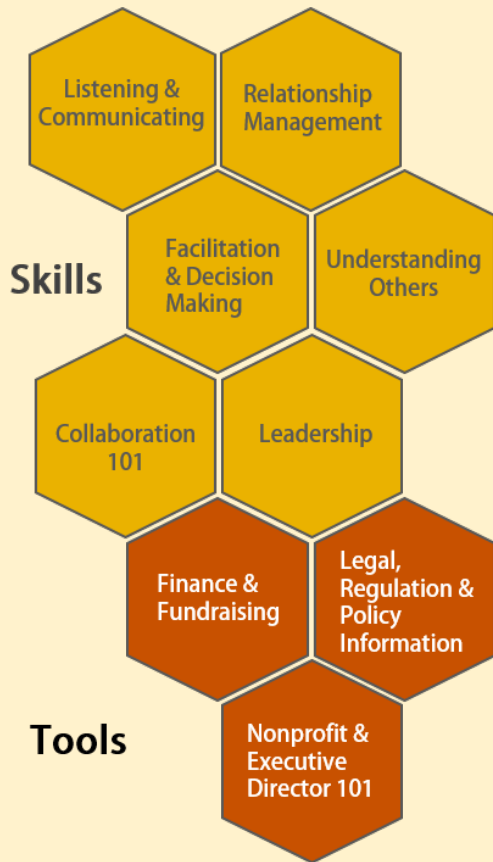 Listening &
Communicating
Relationship
Management
Skills
Facilitation
& Decision
Making
Understanding
Others
Collaboration
101
Leadership
Finance &
Fundraising
Legal,
Regulation &
Policy
Information
Tools
Nonprofit &
Executive
Director 101